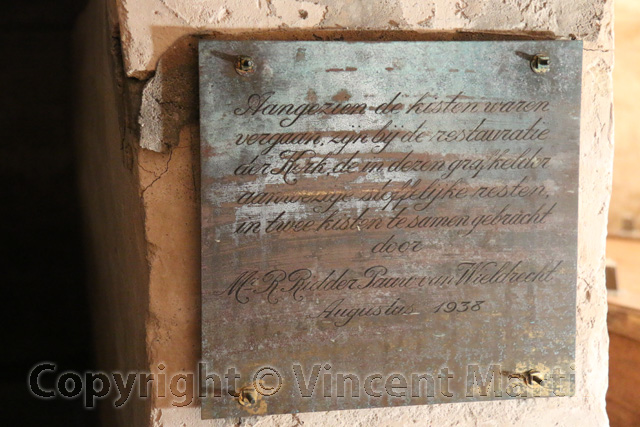 Aangezien de kisten waren
vergaan, zijn bij de restauratie
der Kerk, de in dezen grafkelder
aanwezige stoffelijke resten,
in twee kisten te samen gebracht
door
Mr. R. Ridder Pauw van Wieldrecht
Augustus 1938
Copyright © Vincent Martin